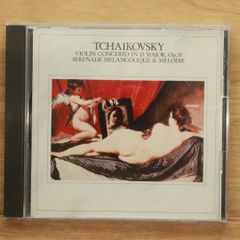 TCHAIKOVSKY
VIOLIN CONCERTO IN D MAJOR, Op.35
SERENADE MELANCOLIQUE & MELODIE